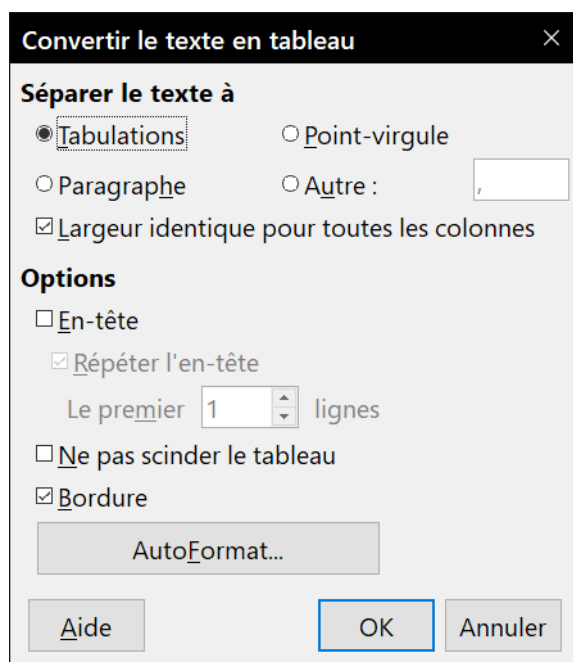 Convertir le texte en tableau
Séparer le texte à
Tabulations Point-virgule
Paragraphe Autre : ,
Largeur identique pour toutes les colonnes
Options
En-tête
Répéter l'en-tête
Le premier 1 lignes
Ne pas scinder le tableau
Bordure
AutoFormat...
Aide OK Annuler